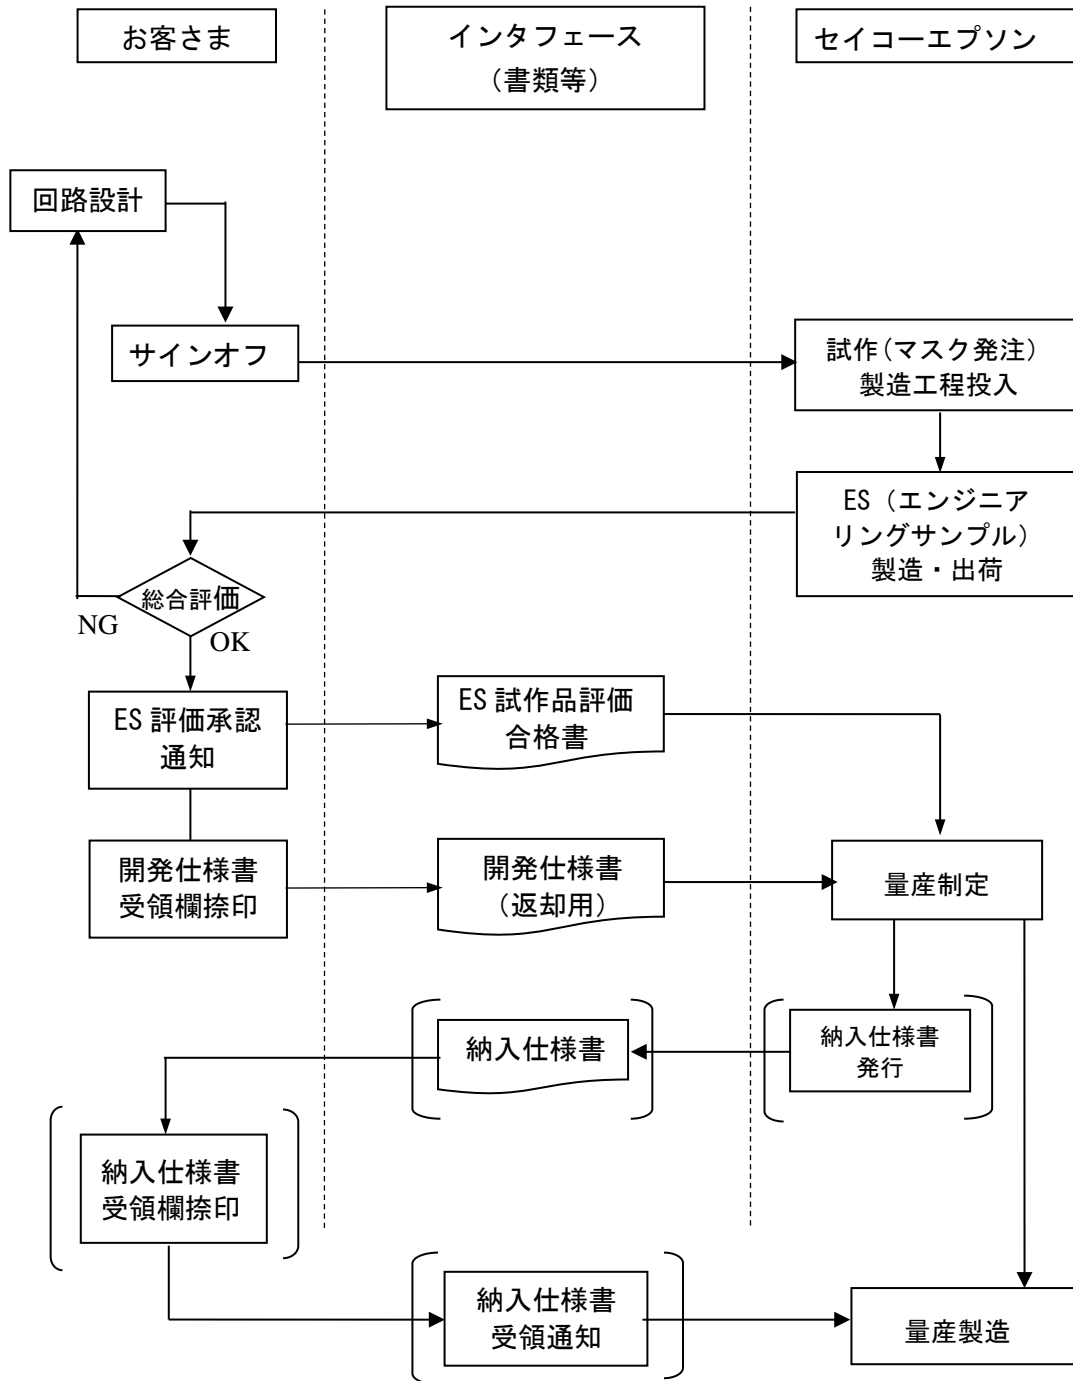 お客さま
インタフェース
（書類等）
セイコーエプソン
回路設計
サインオフ
試作(マスク発注)
製造工程投入
ES（エンジニア
リングサンプル）
製造・出荷
総合評価
NG
OK
ES 評価承認
通知
ES 試作品評価
合格書
開発仕様書
受領欄捺印
開発仕様書
（返却用）
量産制定
納入仕様書
納入仕様書
発行
納入仕様書
受領欄捺印
納入仕様書
受領通知
量産製造